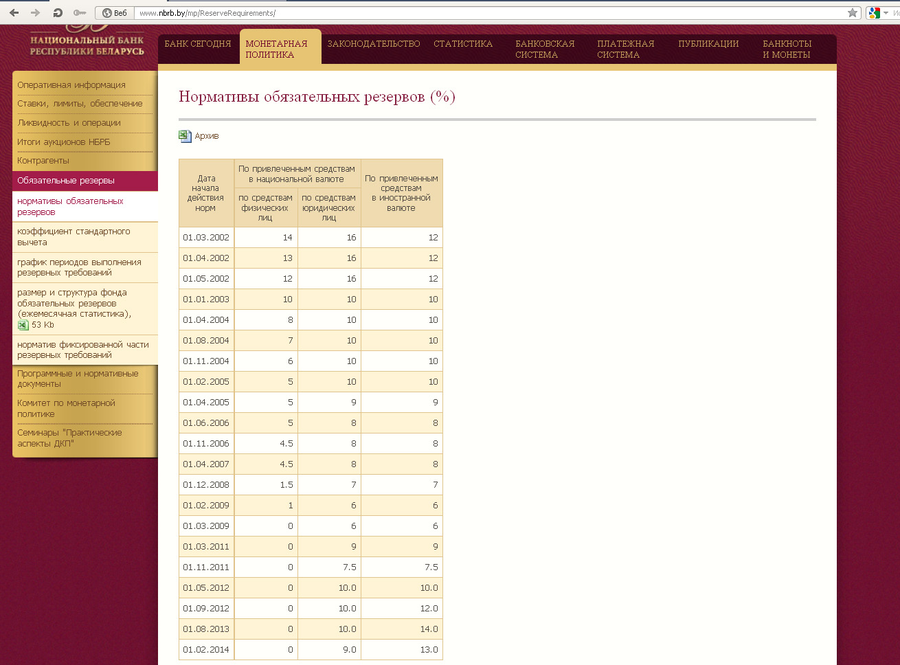 Веб www.nbrb.by/mp/ReserveRequirements/
НАЦИОНАЛЬНЫЙ БАНК
РЕСПУБЛИКИ БЕЛАРУСЬ
БАНК СЕГОДНЯ
МОНЕТАРНАЯ
ПОЛИТИКА
ЗАКОНОДАТЕЛЬСТВО
СТАТИСТИКА
БАНКОВСКАЯ
СИСТЕМА
ПЛАТЕЖНАЯ
СИСТЕМА
ПУБЛИКАЦИИ
БАНКНОТЫ
И МОНЕТЫ
Оперативная информация
Ставки, лимиты, обеспечение
Ликвидность и операции
Итоги аукционов НБРБ
Контрагенты
Обязательные резервы
нормативы обязательных
резервов
коэффициент стандартного
вычета
график периодов выполнения
резервных требований
размер и структура фонда
обязательных резервов
(ежемесячная статистика),
53 Kb
норматив фиксированной части
резервных требований
Программные и нормативные
документы
Комитет по монетарной
политике
Семинары "Практические
аспекты ДКП"
Нормативы обязательных резервов (%)
Архив
Дата
начала
действия
норм
По привлеченным средствам
в национальной валюте
По привлеченным
средствам
в иностранной
валюте
по средствам
физических
лиц
по средствам
юридических
лиц
01.03.2002 14 16 12
01.04.2002 13 16 12
01.05.2002 12 16 12
01.01.2003 10 10 10
01.04.2004 8 10 10
01.08.2004 7 10 10
01.11.2004 6 10 10
01.02.2005 5 10 10
01.04.2005 5 9 9
01.06.2006 5 8 8
01.11.2006 4.5 8 8
01.04.2007 4.5 8 8
01.12.2008 1.5 7 7
01.02.2009 1 6 6
01.03.2009 0 6 6
01.03.2011 0 9 9
01.11.2011 0 7.5 7.5
01.05.2012 0 10.0 10.0
01.09.2012 0 10.0 12.0
01.08.2013 0 10.0 14.0
01.02.2014 0 9.0 13.0